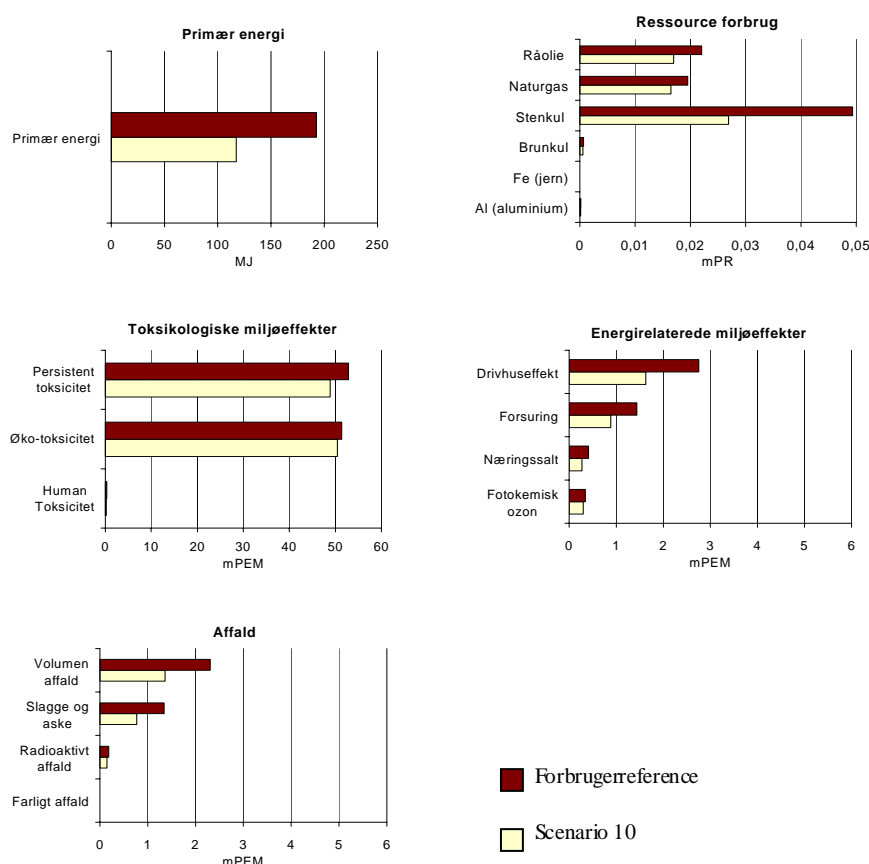 Primær energi
Primær energi
0 50 100 150 200 250
MJ
Ressource forbrug
Råolie
Naturgas
Stenkul
Brunkul
Fe (jern)
Al (aluminium)
0 0,01 0,02 0,03 0,04 0,05
mPR
Toksikologiske miljøeffekter
Persistent
toksicitet
Øko-toksicitet
Human
Toksicitet
0 10 20 30 40 50 60
mPEM
Energirelaterede miljøeffekter
Drivhuseffekt
Forsuring
Næringssalt
Fotokemisk
ozon
0 1 2 3 4 5 6
mPEM
Affald
Volumen
affald
Slagge og
aske
Radioaktivt
affald
Farligt affald
0 1 2 3 4 5 6
mPEM
Forbrugerreference
Scenario 10